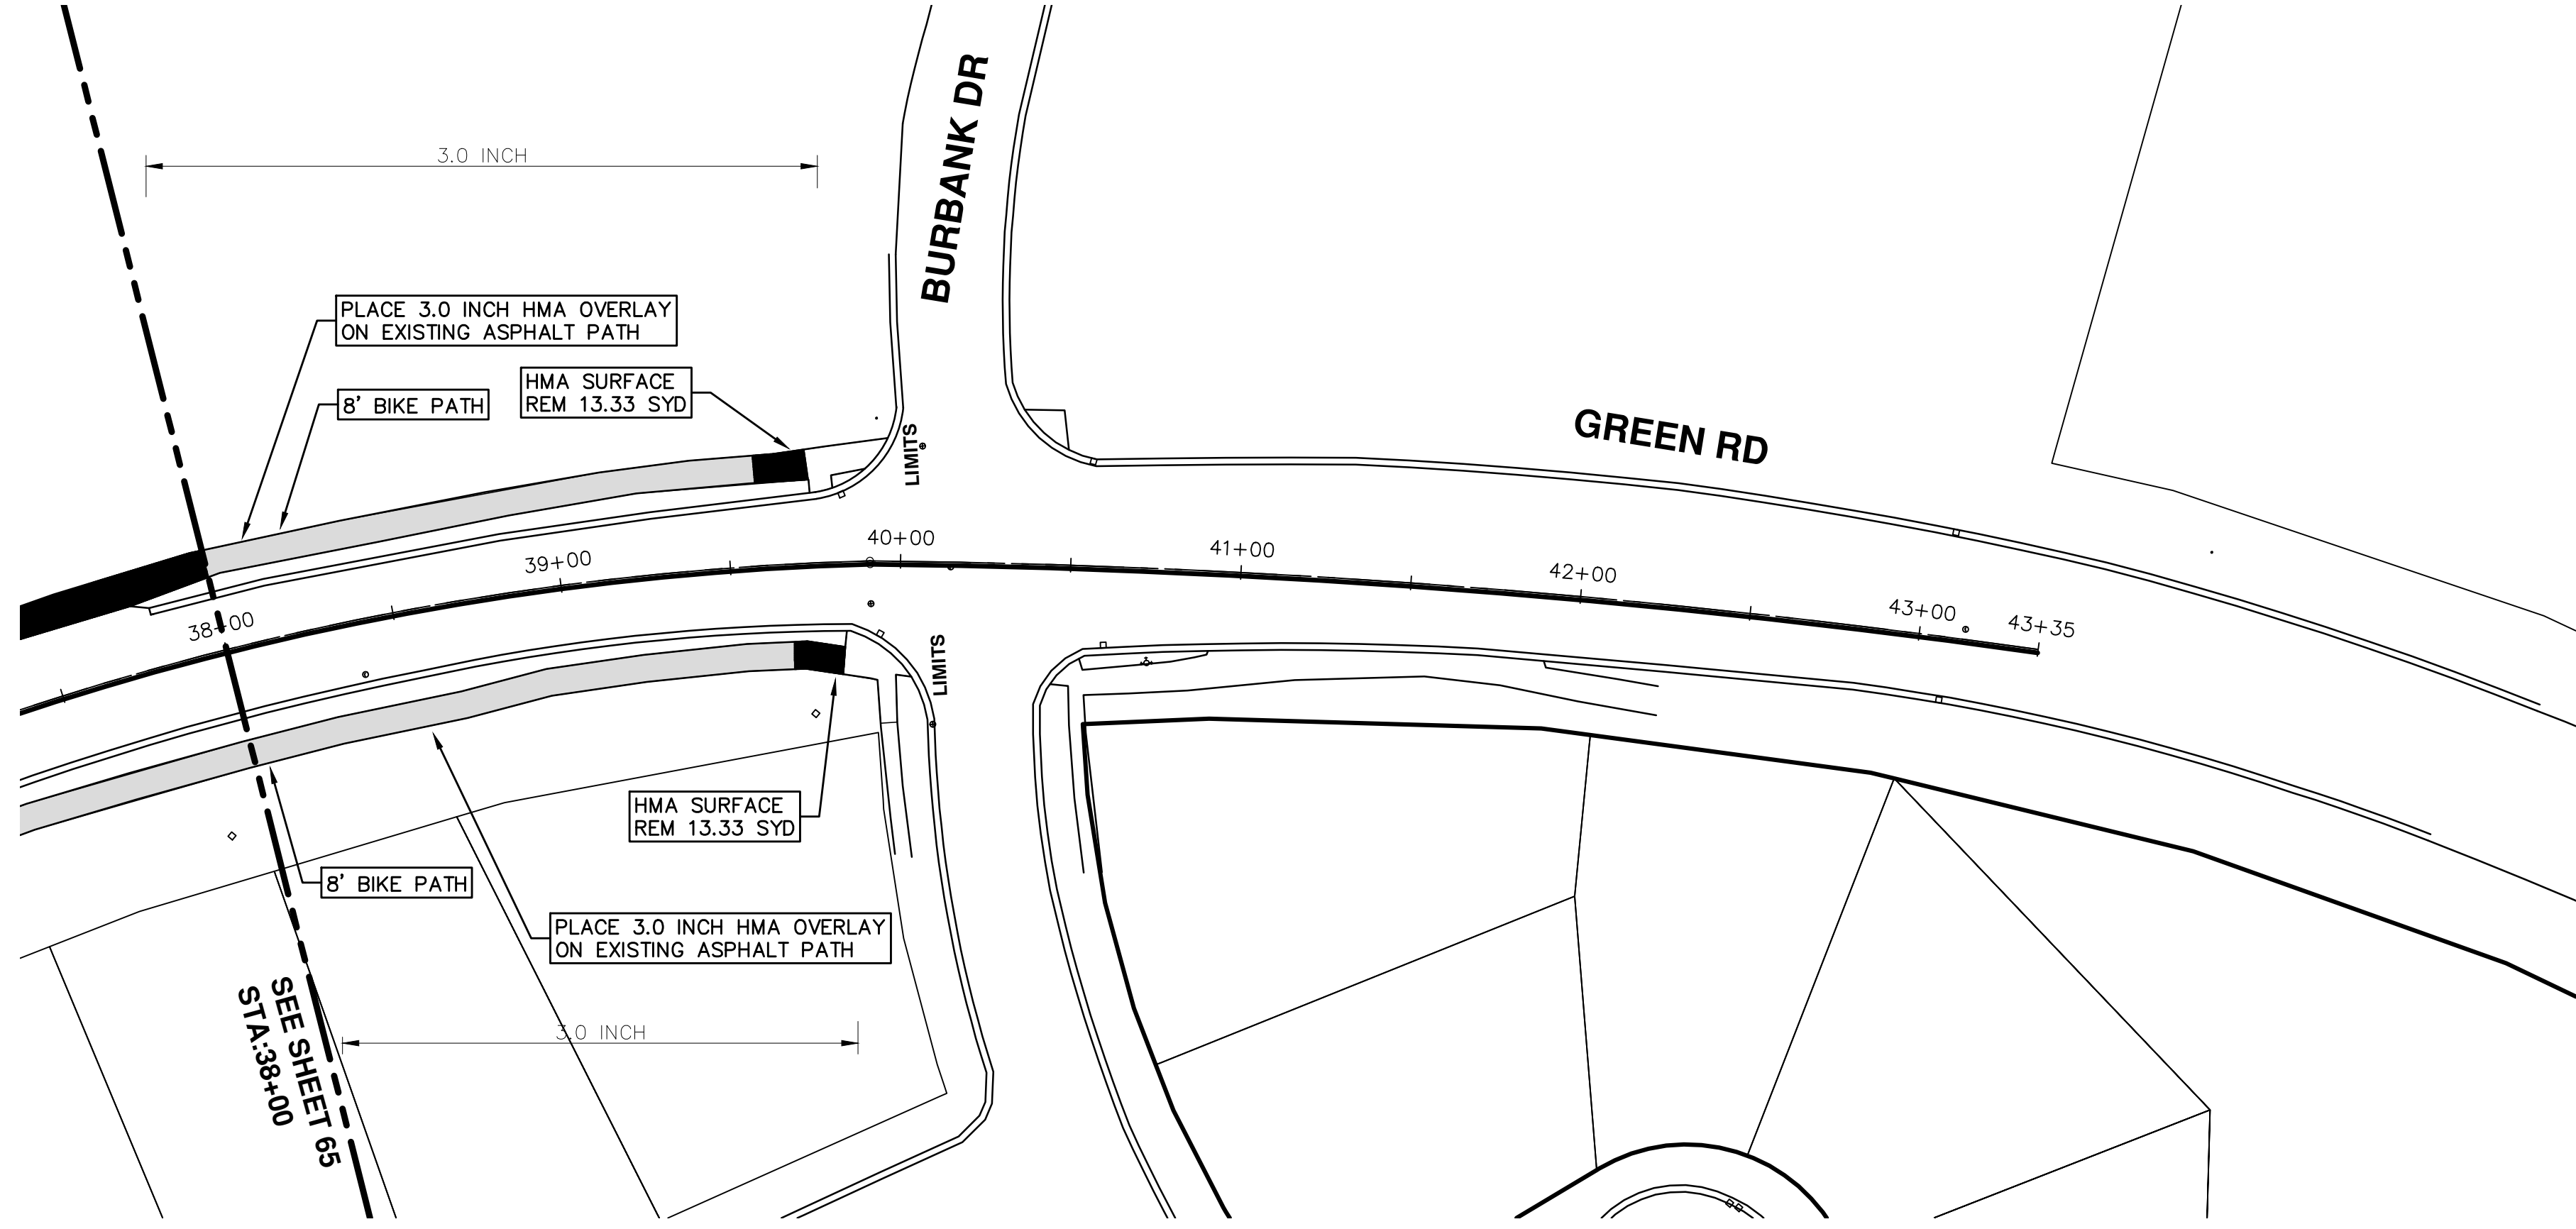 BURBANK DR
3.0 INCH
PLACE 3.0 INCH HMA OVERLAY
ON EXISTING ASPHALT PATH
HMA SURFACE
REM 13.33 SYD
8' BIKE PATH
GREEN RD
LIMITS
40+00
41+00
39+00
42+00
43+00
43+35
38+00
LIMITS
HMA SURFACE
REM 13.33 SYD
8' BIKE PATH
PLACE 3.0 INCH HMA OVERLAY
ON EXISTING ASPHALT PATH
SEE SHEET 65
STA:38+00
3.0 INCH